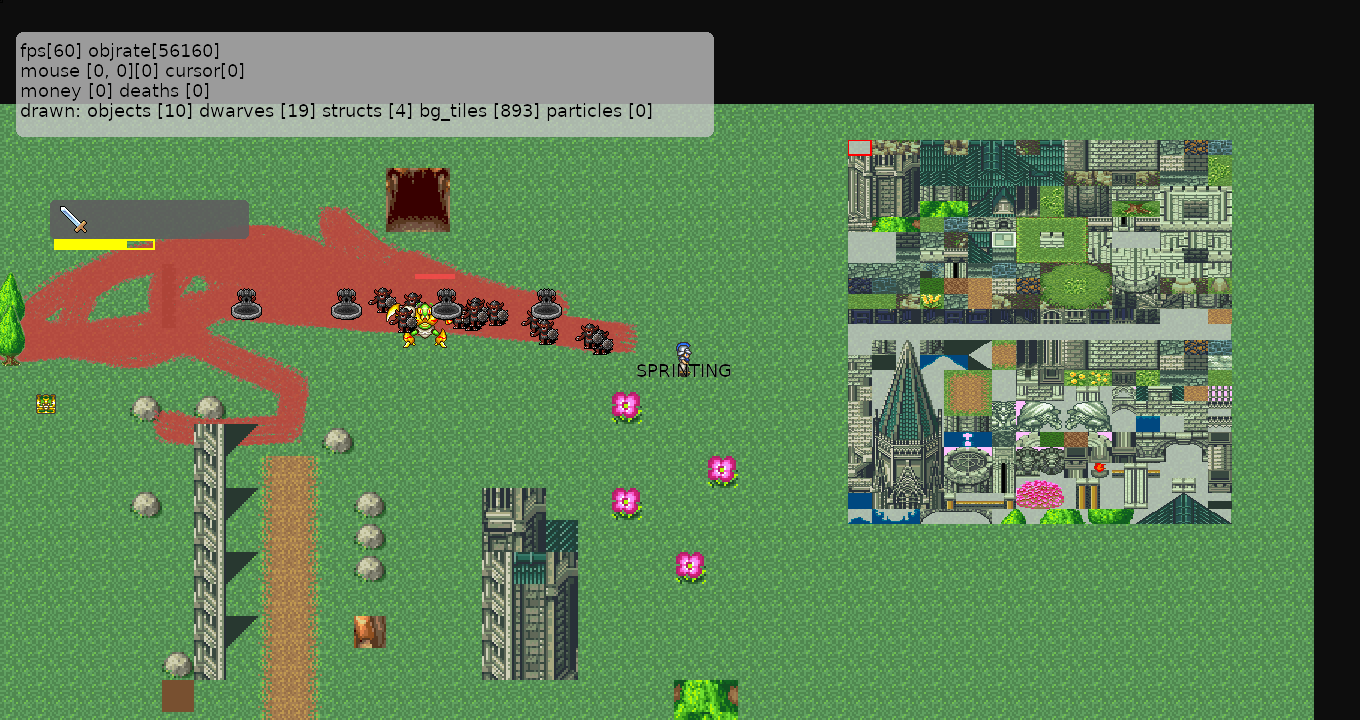 fps[60] objrate[56160]
mouse [0, 0][0] cursor[0]
money [0] deaths [0]
drawn: objects [10] dwarves [19] structs [4] bg_tiles [893] particles [0]
SPRINTING